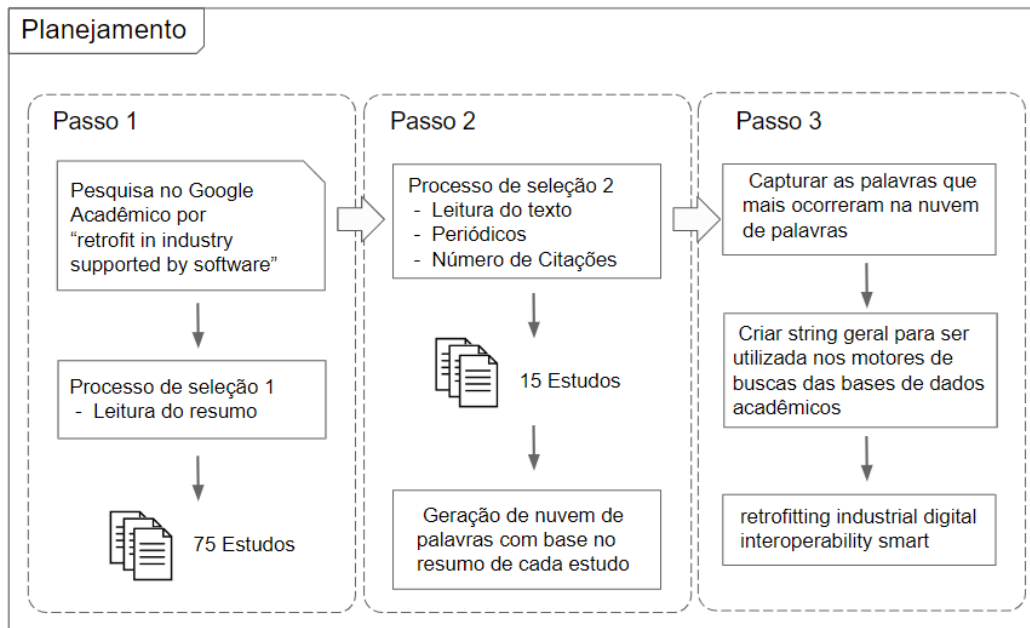 Planejamento
Passo 1
Pesquisa no Google
Acadêmico por
“retrofit in industry
supported by software”
Processo de seleção 1
- Leitura do resumo
75 Estudos
Passo 2
Processo de seleção 2
- Leitura do texto
- Periódicos
- Número de Citações
15 Estudos
Geração de nuvem de
palavras com base no
resumo de cada estudo
Passo 3
Capturar as palavras que
mais ocorreram na nuvem
de palavras
Criar string geral para ser
utilizada nos motores de
buscas das bases de dados
acadêmicos
retrofitting industrial digital
interoperability smart